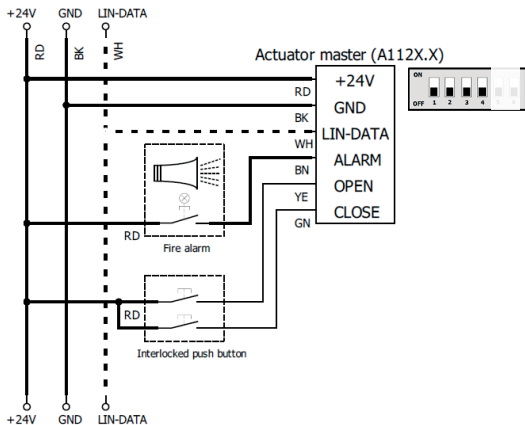 +24V GND LIN-DATA
RD BK WH
Actuator master (A112X.X)
ON
OFF 1 2 3 4
RD +24V
BK GND
WH LIN-DATA
BN ALARM
YE OPEN
GN CLOSE
RD
Fire alarm
RD
Interlocked push button
+24V GND LIN-DATA